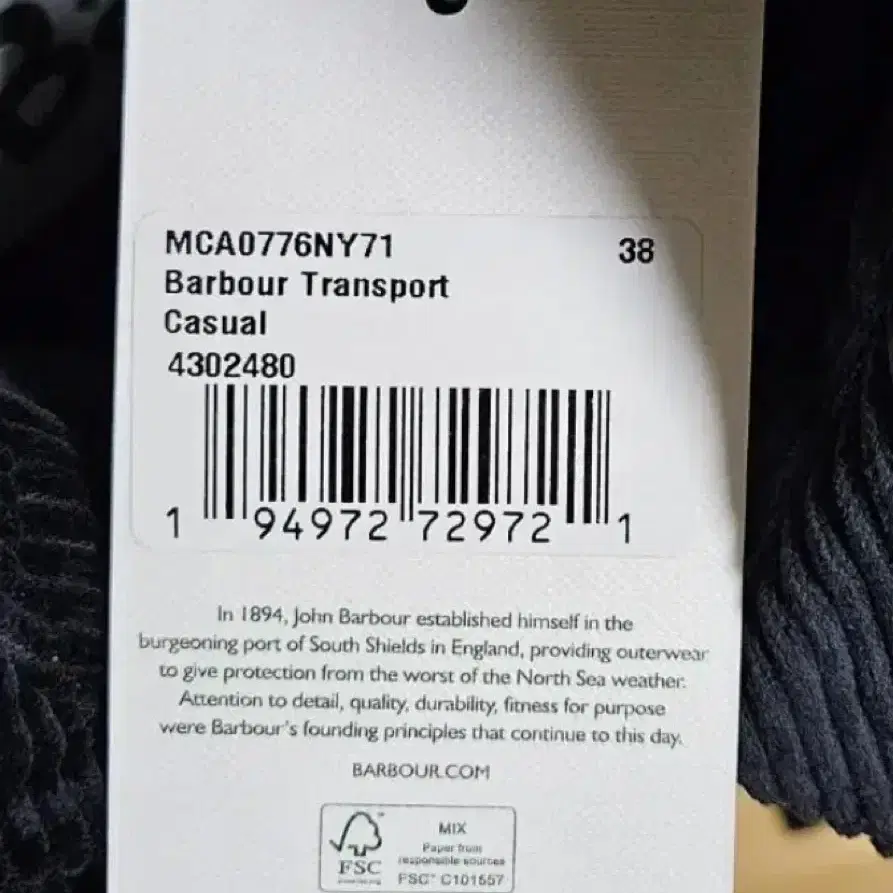 MCA0776NY71 38
Barbour Transport
Casual
4302480
1 94972 72972 1
In 1894, John Barbour established himself in the
burgeoning port of South Shields in England, providing outerwear
to give protection from the worst of the North Sea weather.
Attention to detail, quality, durability, fitness for purpose
were Barbour's founding principles that continue to this day.
BARBOUR.COM
MIX
Paper from
responsible sources
FSC
FSC™ C101557